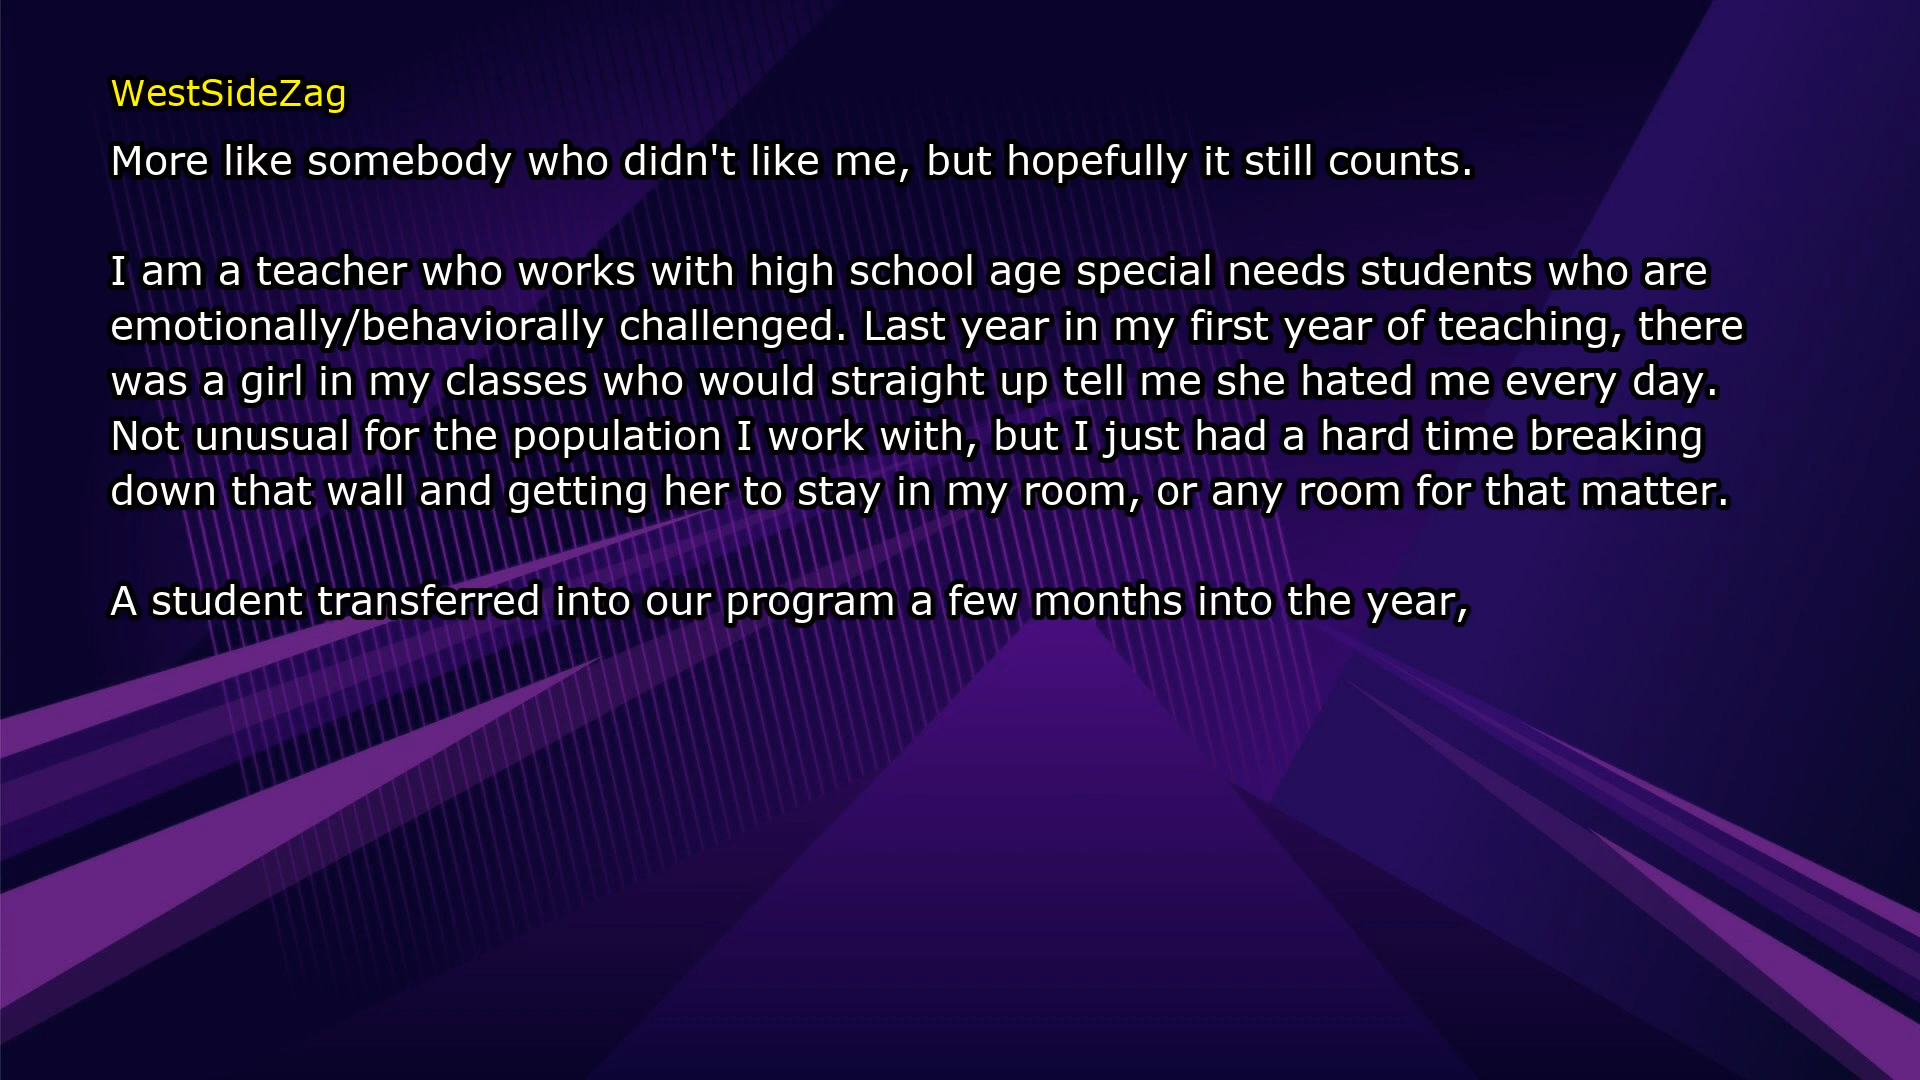 WestSideZag
More like somebody who didn't like me, but hopefully it still counts.
I am a teacher who works with high school age special needs students who are
emotionally/behaviorally challenged. Last year in my first year of teaching, there
was a girl in my classes who would straight up tell me she hated me every day.
Not unusual for the population I work with, but I just had a hard time breaking
down that wall and getting her to stay in my room, or any room for that matter.
A student transferred into our program a few months into the year,